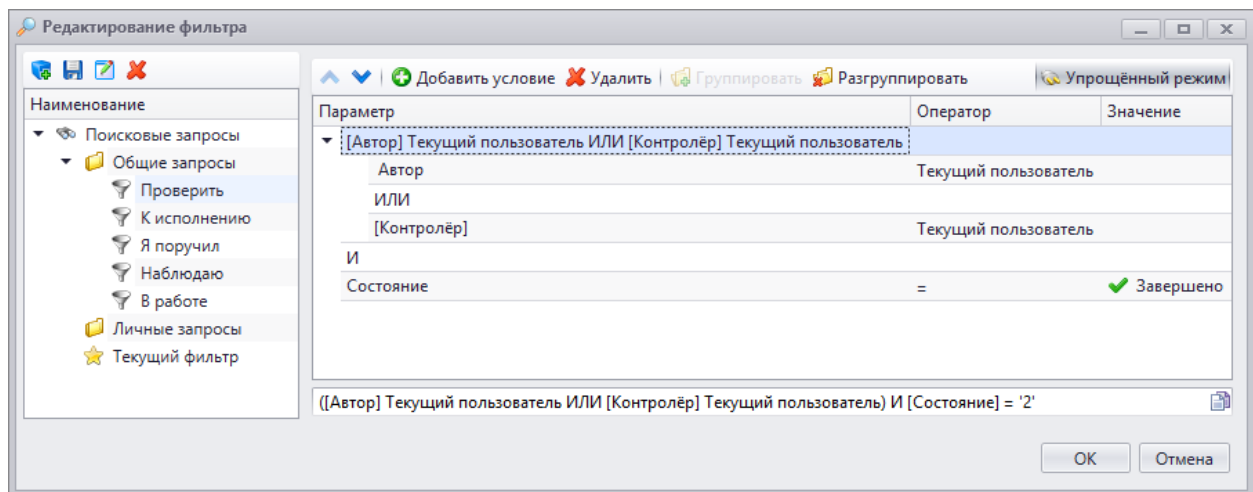 Редактирование фильтра
Добавить условие Удалить Группировать Разгруппировать Упрощённый режим
Наименование
Поисковые запросы
Общие запросы
Проверить
К исполнению
Я поручил
Наблюдаю
В работе
Личные запросы
Текущий фильтр
Параметр Оператор Значение
[Автор] Текущий пользователь ИЛИ [Контролёр] Текущий пользователь
Автор Текущий пользователь
ИЛИ
[Контролёр] Текущий пользователь
И
Состояние = Завершено
([Автор] Текущий пользователь ИЛИ [Контролёр] Текущий пользователь) И [Состояние] = '2'
ОК Отмена